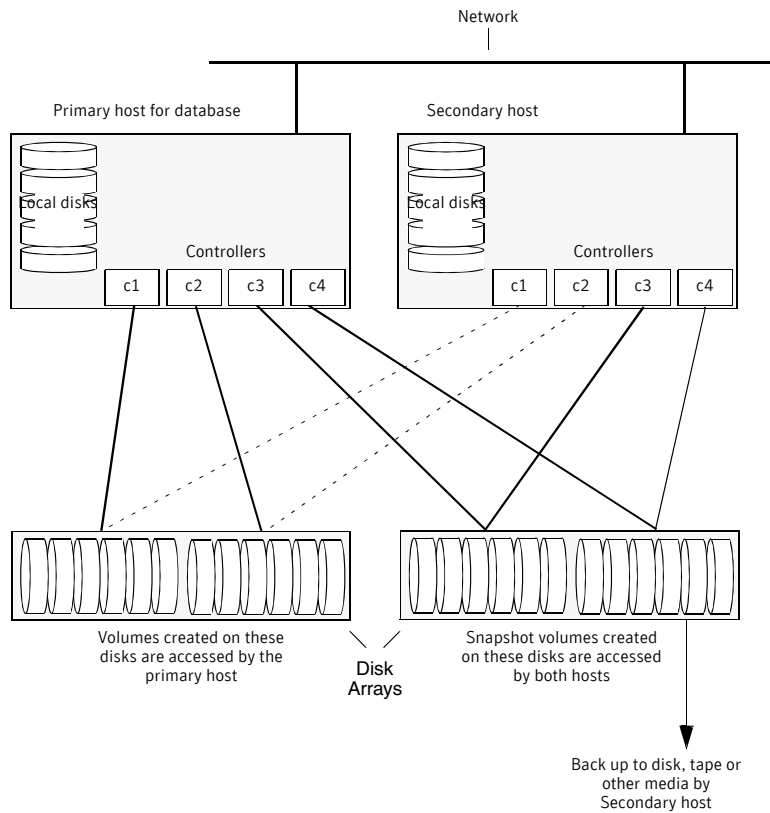 Network
Primary host for database
Secondary host
Local disks
Local disks
Controllers
Controllers
c1
c2
c3
c4
c1
c2
c3
c4
Volumes created on these
disks are accessed by the
primary host
Disk
Arrays
Snapshot volumes created
on these disks are accessed
by both hosts
Back up to disk, tape or
other media by
Secondary host